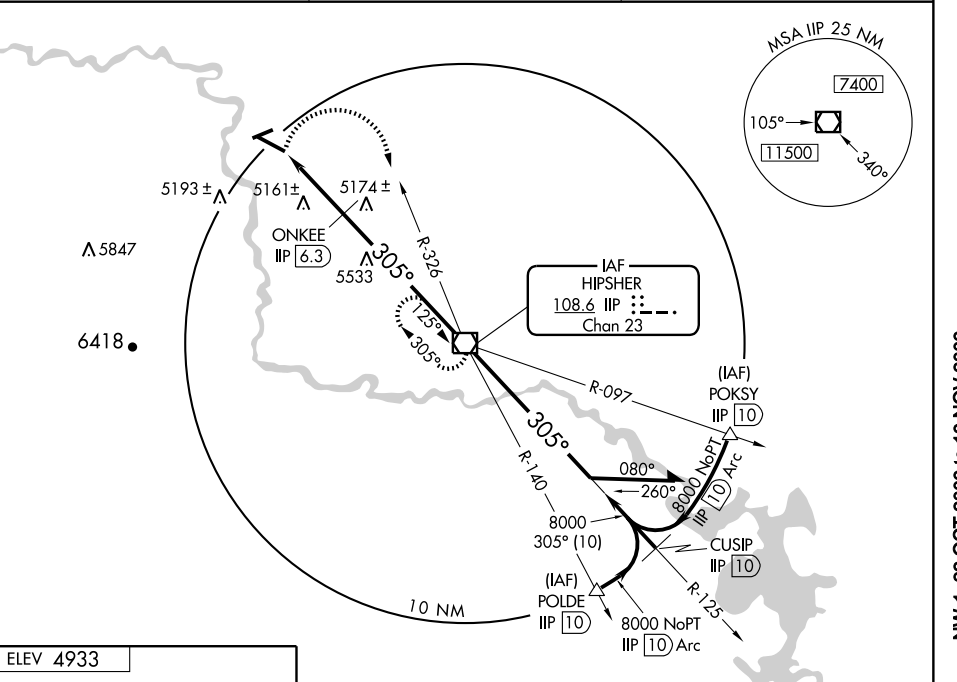 MSA IIP 25 NM
7400
105°
11500
340°
5193 ±
5161±
5174 ±
ONKEE
IIP 6.3
5533
5847
6418
305°
R-326
125°
305°
IAF
HIPSHER
108.6 IIP
Chan 23
R-097
(IAF)
POKSY
IIP 10
305°
R-140
080°
260°
8000 NoPT
IIP 10 Arc
8000
305° (10)
CUSIP
IIP 10
R-125
(IAF)
POLDE
IIP 10
8000 NoPT
IIP 10 Arc
10 NM
ELEV 4933